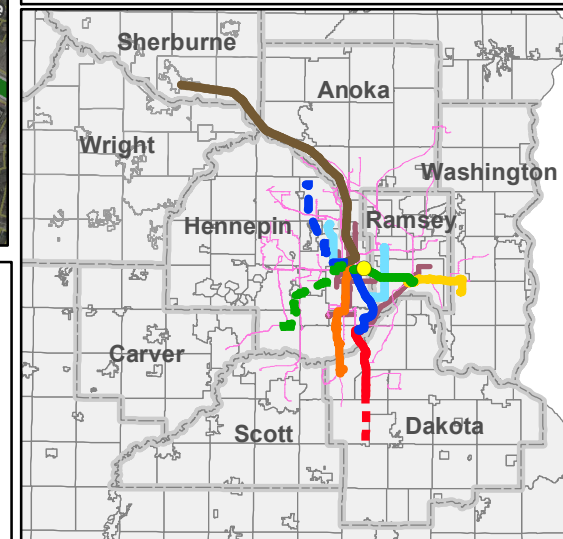 Sherburne
Anoka
Wright
Washington
Hennepin
Ramsey
Carver
Scott
Dakota